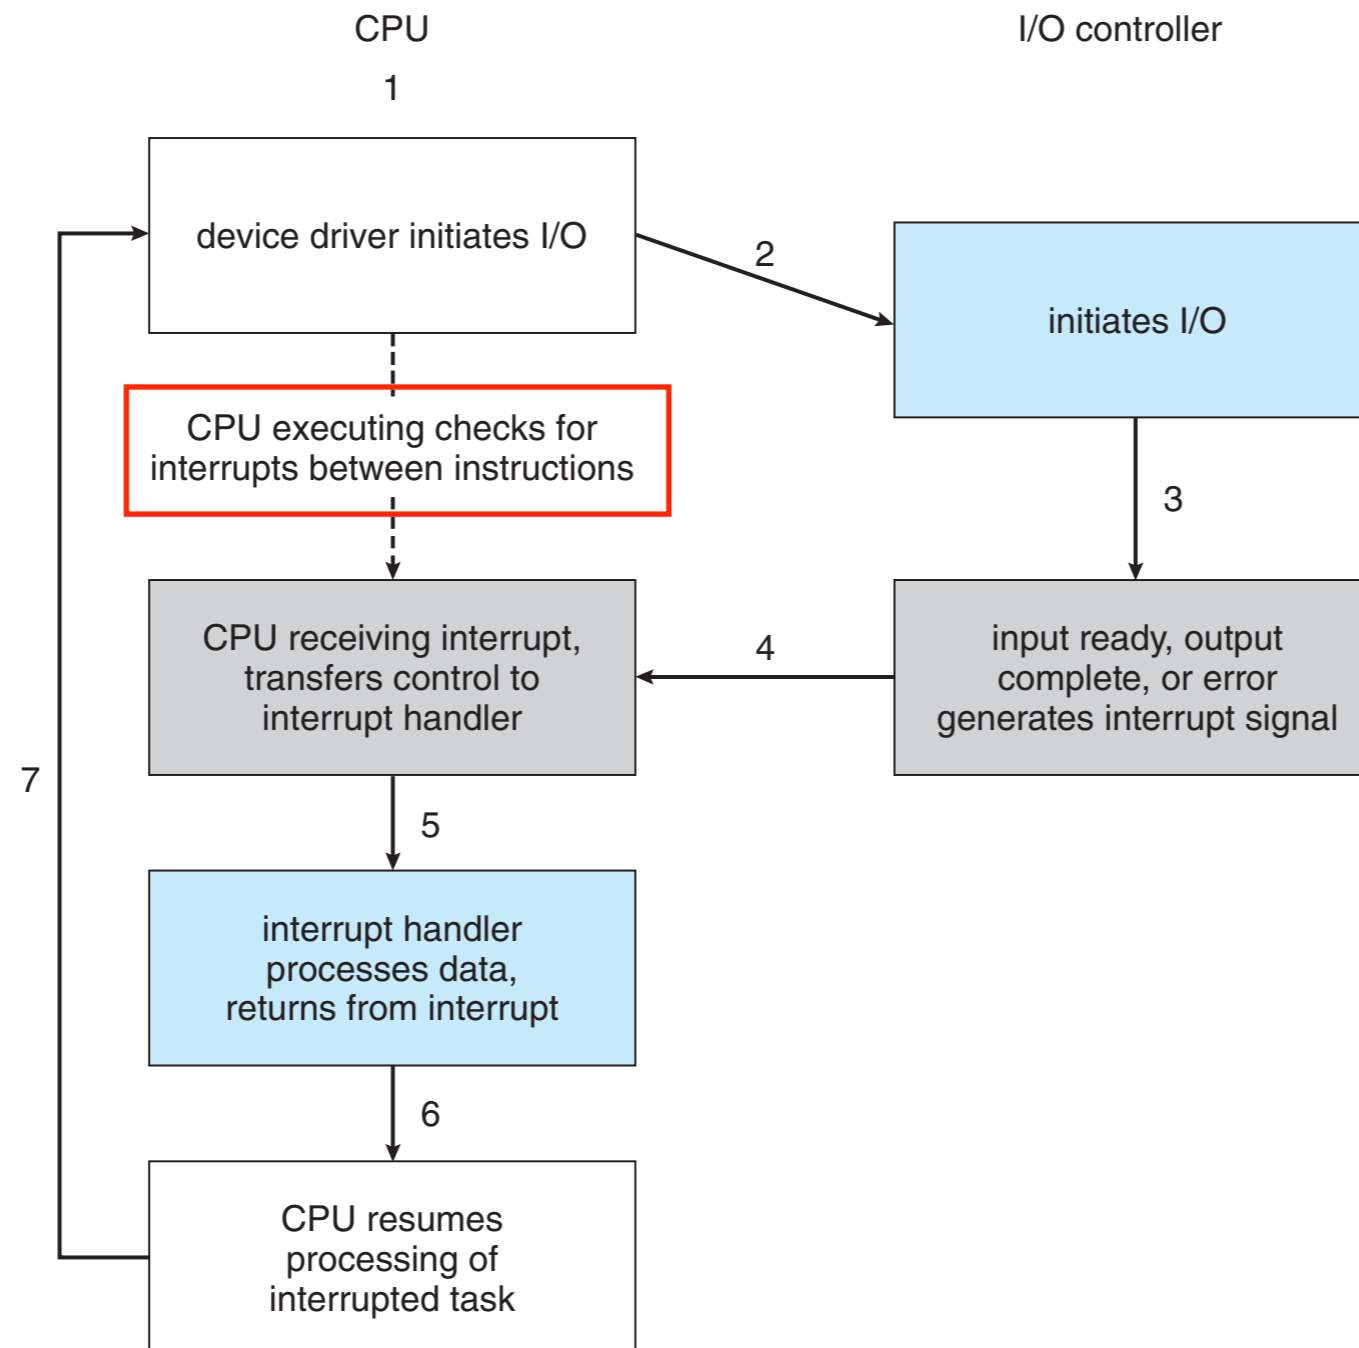 CPU
I/O controller
1
device driver initiates I/O
2
initiates I/O
CPU executing checks for
interrupts between instructions
3
CPU receiving interrupt,
transfers control to
interrupt handler
4
input ready, output
complete, or error
generates interrupt signal
7
5
interrupt handler
processes data,
returns from interrupt
6
CPU resumes
processing of
interrupted task